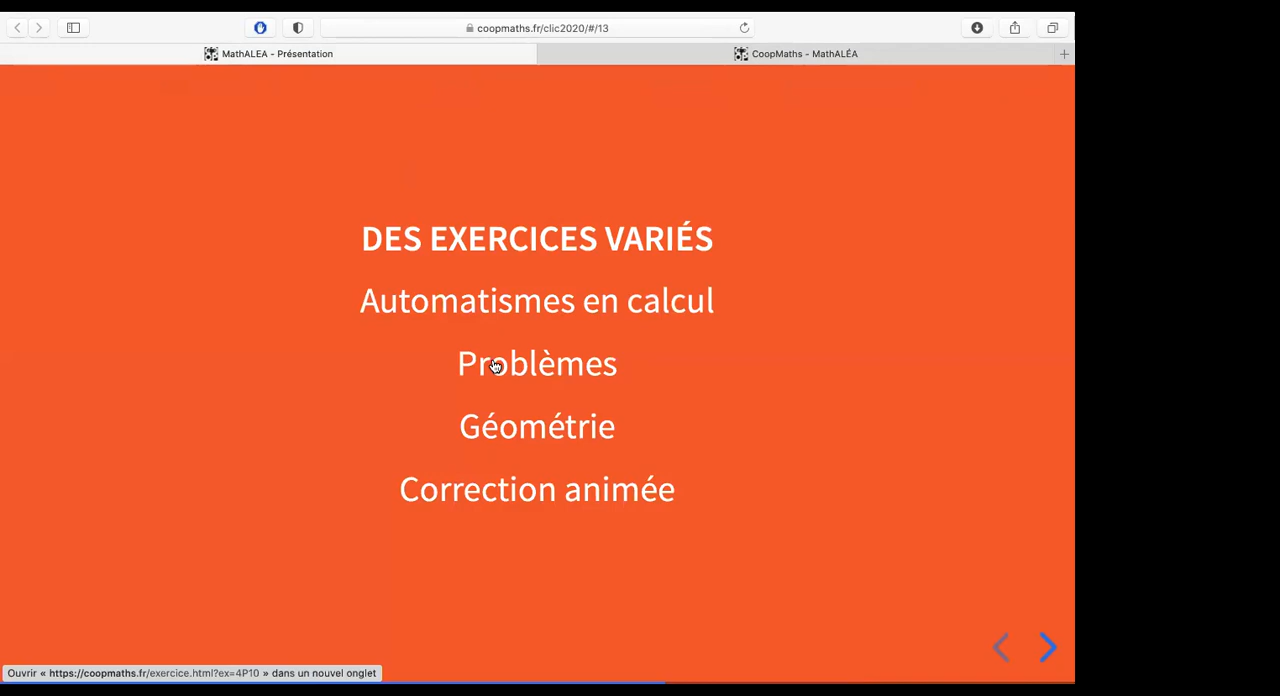 coopmaths.fr/clic2020/#/13
MathALEA - Présentation
CoopMaths - MathALÉA
DES EXERCICES VARIÉS
Automatismes en calcul
Problèmes
Géométrie
Correction animée
Ouvrir « https://coopmaths.fr/exercice.html?ex=4P10 » dans un nouvel onglet